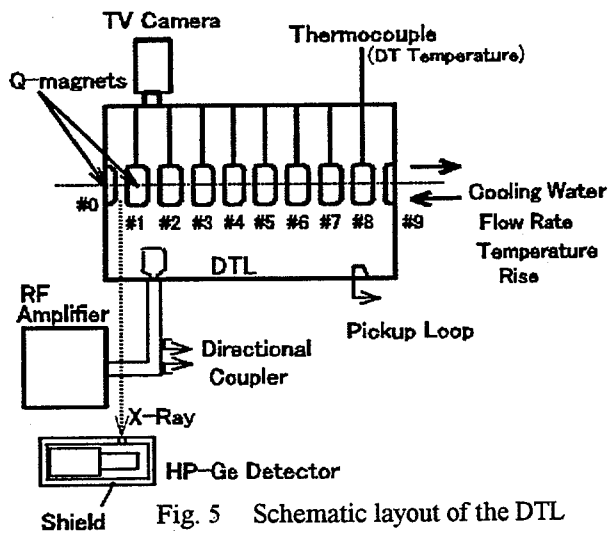 TV Camera
Thermocouple
(DT Temperature)
Q-magnets
#0 #1 #2 #3 #4 #5 #6 #7 #8 #9
Cooling Water
Flow Rate
Temperature
Rise
DTL
RF
Amplifier
Pickup Loop
Directional
Coupler
X-Ray
HP-Ge Detector
Shield
Fig. 5 Schematic layout of the DTL